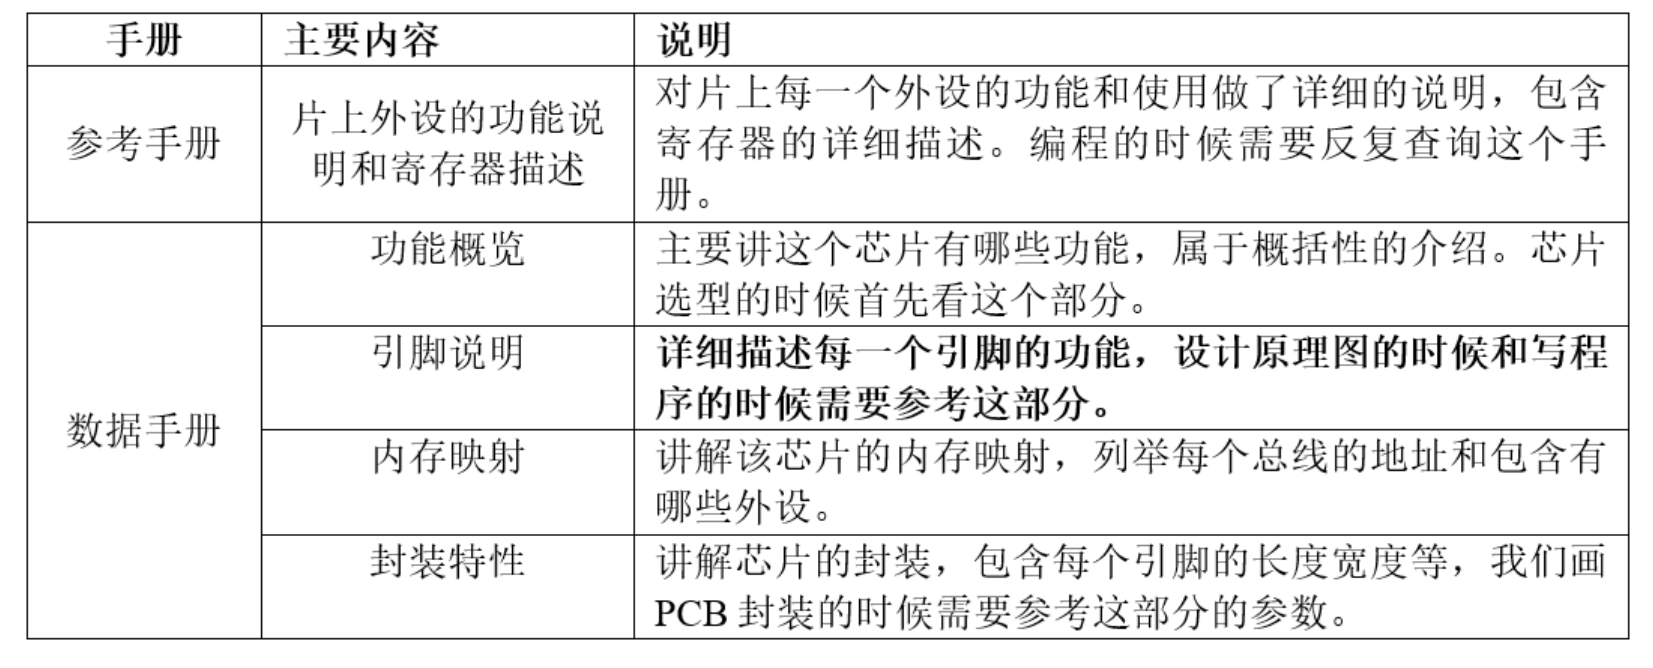 手册 主要内容 说明
参考手册
片上外设的功能说
明和寄存器描述
对片上每一个外设的功能和使用做了详细的说明，包含
寄存器的详细描述。编程的时候需要反复查询这个手
册。
数据手册
功能概览
主要讲这个芯片有哪些功能，属于概括性的介绍。芯片
选型的时候首先看这个部分。
引脚说明
详细描述每一个引脚的功能，设计原理图的时候和写程
序的时候需要参考这部分。
内存映射
讲解该芯片的内存映射，列举每个总线的地址和包含有
哪些外设。
封装特性
讲解芯片的封装，包含每个引脚的长度宽度等，我们画
PCB 封装的时候需要参考这部分的参数。